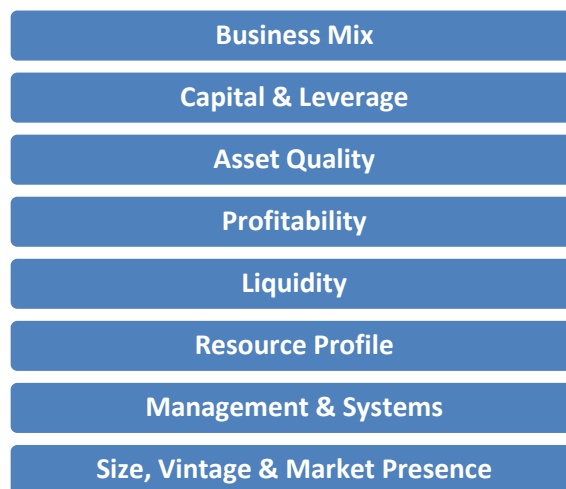 Business Mix
Capital & Leverage
Asset Quality
Profitability
Liquidity
Resource Profile
Management & Systems
Size, Vintage & Market Presence